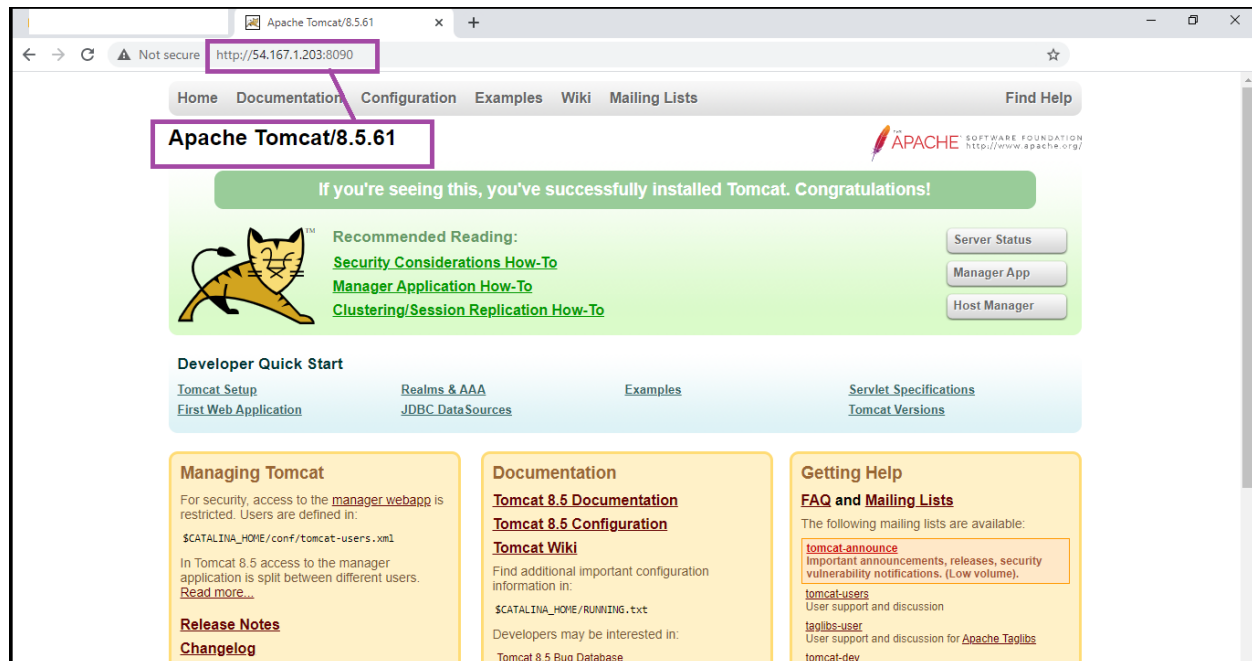 Apache Tomcat/8.5.61
Not secure http://54.167.1.203:8090
Home Documentation Configuration Examples Wiki Mailing Lists Find Help
Apache Tomcat/8.5.61
THE APACHE SOFTWARE FOUNDATION
http://www.apache.org/
If you're seeing this, you've successfully installed Tomcat. Congratulations!
TM
Recommended Reading:
Security Considerations How-To
Manager Application How-To
Clustering/Session Replication How-To
Server Status
Manager App
Host Manager
Developer Quick Start
Tomcat Setup
First Web Application
Realms & AAA
JDBC DataSources
Examples
Servlet Specifications
Tomcat Versions
Managing Tomcat
For security, access to the manager webapp is
restricted. Users are defined in:
$CATALINA_HOME/conf/tomcat-users.xml
In Tomcat 8.5 access to the manager
application is split between different users.
Read more...
Release Notes
Changelog
Documentation
Tomcat 8.5 Documentation
Tomcat 8.5 Configuration
Tomcat Wiki
Find additional important configuration
information in:
$CATALINA_HOME/RUNNING.txt
Developers may be interested in:
Tomcat 8.5 Bug Database
Getting Help
FAQ and Mailing Lists
The following mailing lists are available:
tomcat-announce
Important announcements, releases, security
vulnerability notifications. (Low volume).
tomcat-users
User support and discussion
taglibs-user
User support and discussion for Apache Taglibs
tomcat-dev